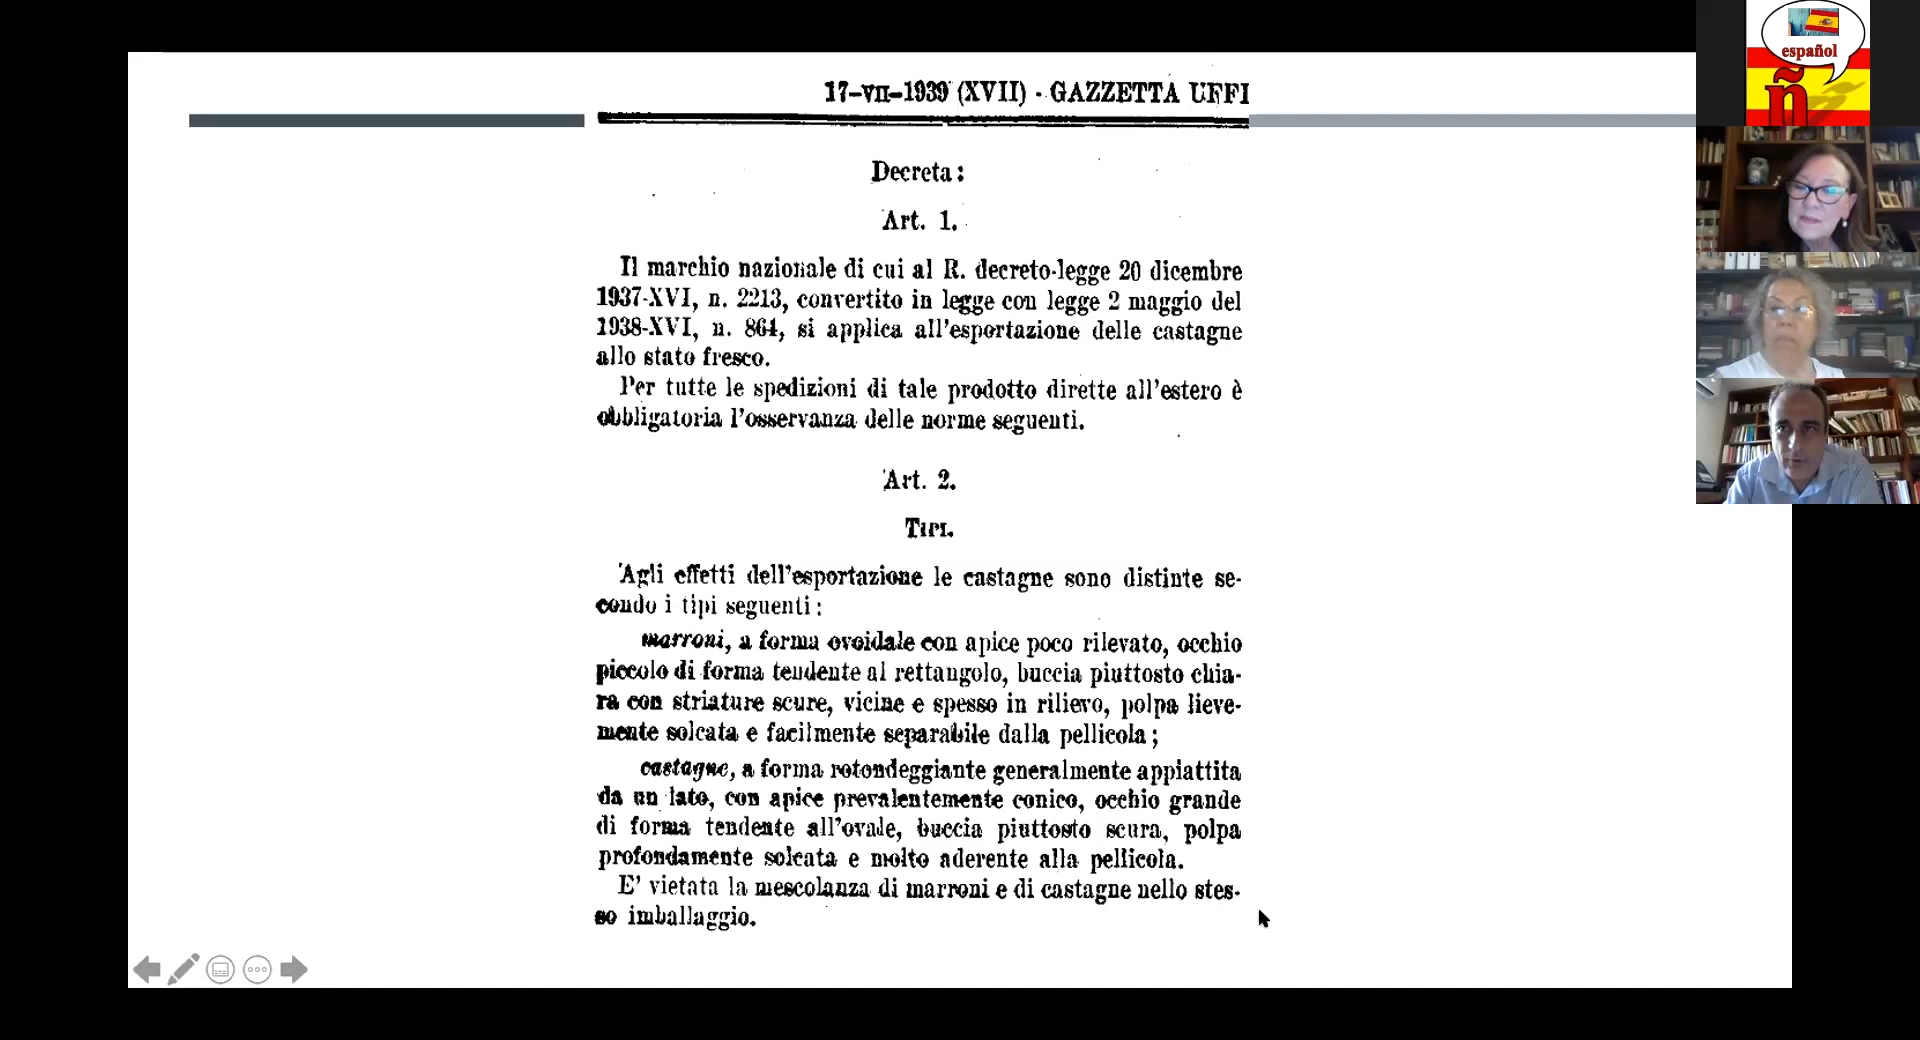 17-VII-1939 (XVII) - GAZZETTA UFFI
Decreta:
Art. 1.
Il marchio nazionale di cui al R. decreto-legge 20 dicembre
1937-XVI, n. 2213, convertito in legge con legge 2 maggio del
1938-XVI, n. 864, si applica all'esportazione delle castagne
allo stato fresco.
Per tutte le spedizioni di tale prodotto dirette all'estero è
obbligatoria l'osservanza delle norme seguenti.
Art. 2.
TIPI.
Agli effetti dell'esportazione le castagne sono distinte se-
condo i tipi seguenti:
marroni, a forma ovoidale con apice poco rilevato, occhio
piccolo di forma tendente al rettangolo, buccia piuttosto chia-
ra con striature scure, vicine e spesso in rilievo, polpa lieve-
mente solcata e facilmente separabile dalla pellicola;
castagne, a forma rotondeggiante generalmente appiattita
da un lato, con apice prevalentemente conico, occhio grande
di forma tendente all'ovale, buccia piuttosto scura, polpa
profondamente solcata e molto aderente alla pellicola.
E' vietata la mescolanza di marroni e di castagne nello stes-
so imballaggio.
español
ñ